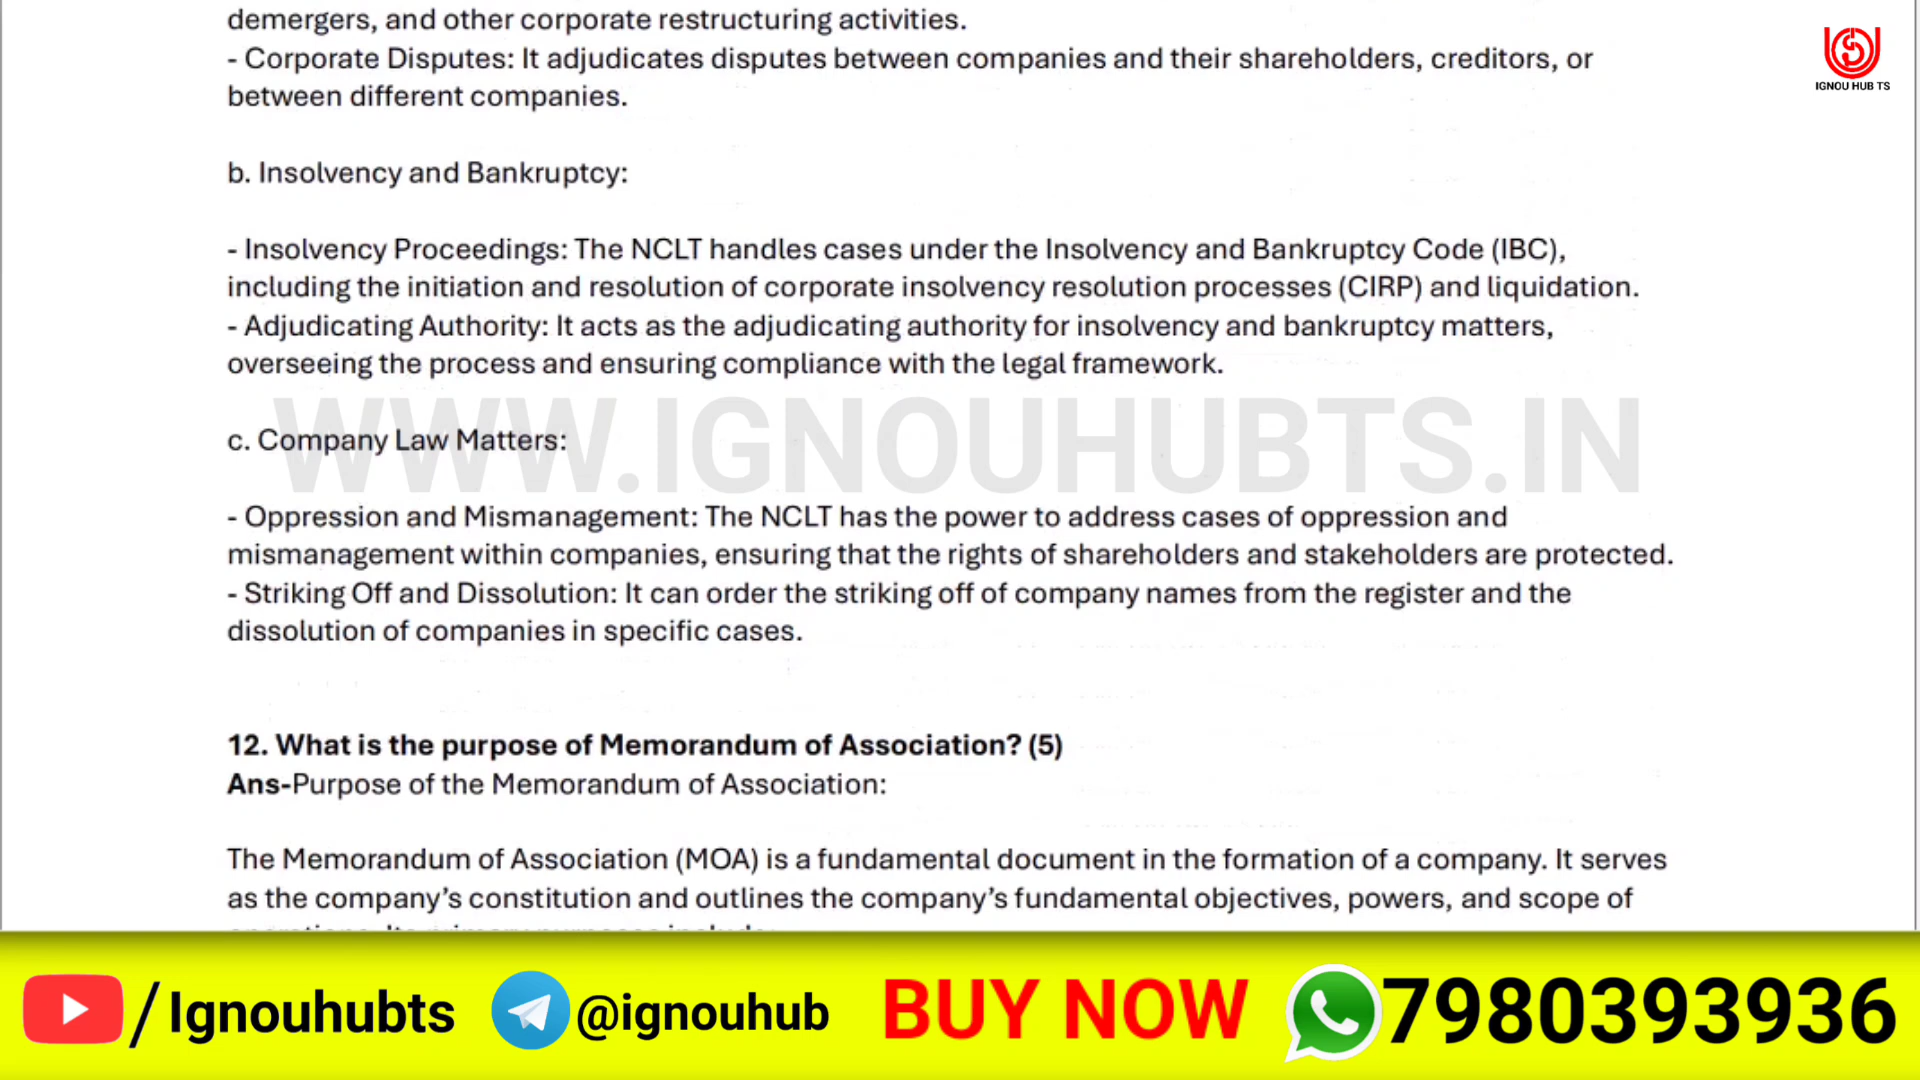 demergers, and other corporate restructuring activities.
- Corporate Disputes: It adjudicates disputes between companies and their shareholders, creditors, or
between different companies.
IGNOU HUB TS
b. Insolvency and Bankruptcy:
- Insolvency Proceedings: The NCLT handles cases under the Insolvency and Bankruptcy Code (IBC),
including the initiation and resolution of corporate insolvency resolution processes (CIRP) and liquidation.
- Adjudicating Authority: It acts as the adjudicating authority for insolvency and bankruptcy matters,
overseeing the process and ensuring compliance with the legal framework.
WWW.IGNOUHUBTS.IN
c. Company Law Matters:
- Oppression and Mismanagement: The NCLT has the power to address cases of oppression and
mismanagement within companies, ensuring that the rights of shareholders and stakeholders are protected.
- Striking Off and Dissolution: It can order the striking off of company names from the register and the
dissolution of companies in specific cases.
12. What is the purpose of Memorandum of Association? (5)
Ans-Purpose of the Memorandum of Association:
The Memorandum of Association (MOA) is a fundamental document in the formation of a company. It serves
as the company's constitution and outlines the company's fundamental objectives, powers, and scope of
/Ignouhubts @ignouhub BUY NOW 7980393936